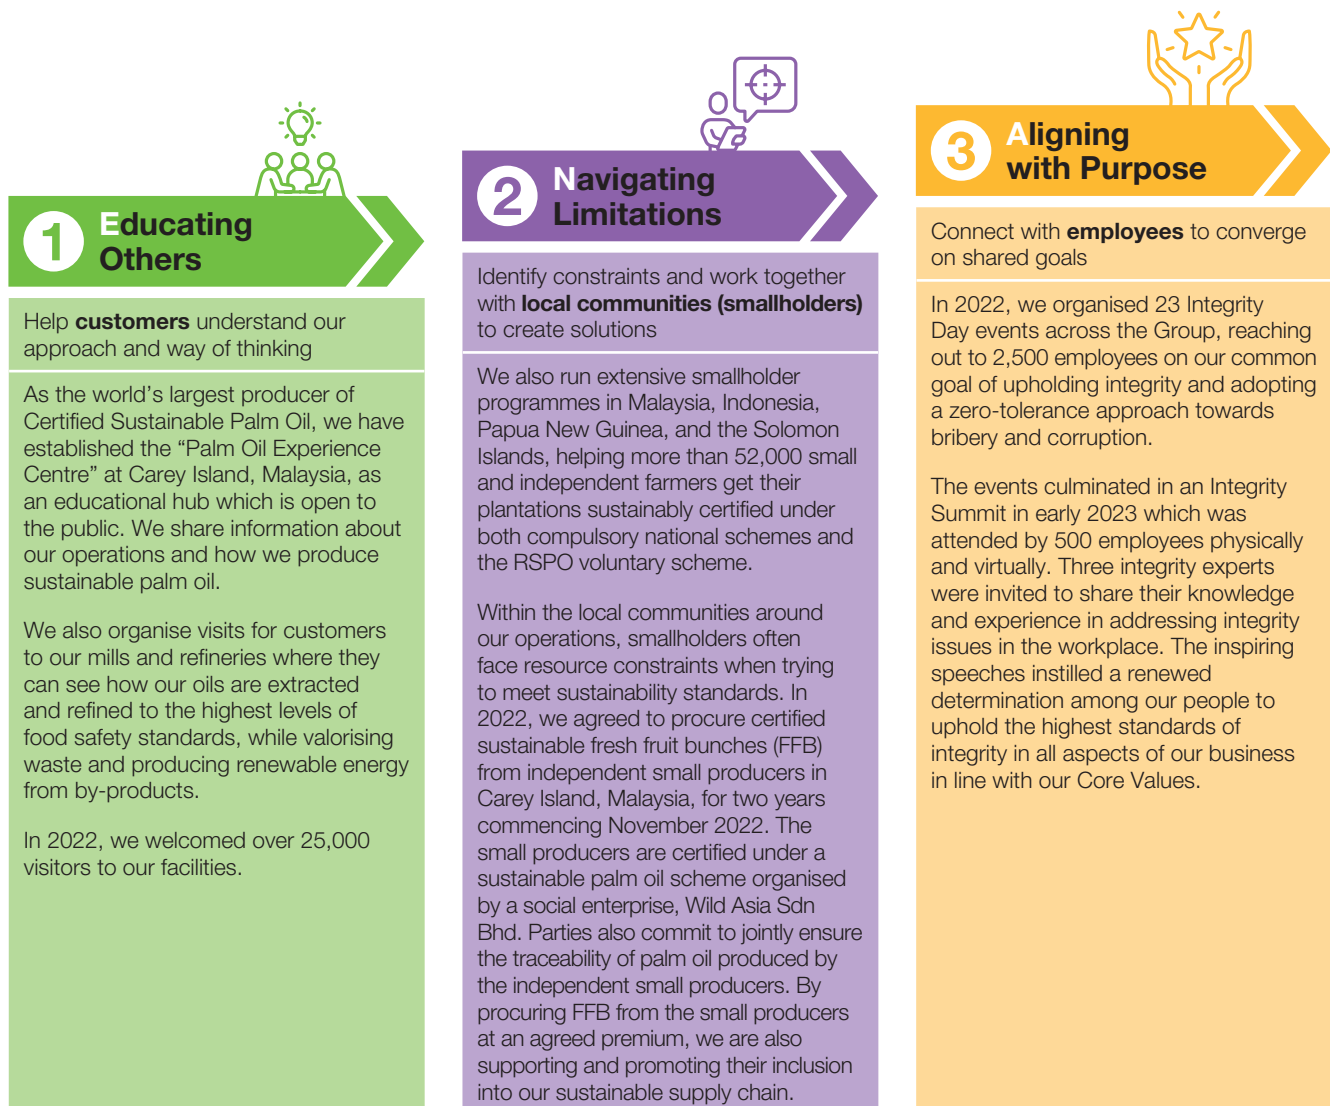 1
Educating
Others
Help customers understand our
approach and way of thinking
As the world's largest producer of
Certified Sustainable Palm Oil, we have
established the “Palm Oil Experience
Centre” at Carey Island, Malaysia, as
an educational hub which is open to
the public. We share information about
our operations and how we produce
sustainable palm oil.
We also organise visits for customers
to our mills and refineries where they
can see how our oils are extracted
and refined to the highest levels of
food safety standards, while valorising
waste and producing renewable energy
from by-products.
In 2022, we welcomed over 25,000
visitors to our facilities.
2
Navigating
Limitations
Identify constraints and work together
with local communities (smallholders)
to create solutions
We also run extensive smallholder
programmes in Malaysia, Indonesia,
Papua New Guinea, and the Solomon
Islands, helping more than 52,000 small
and independent farmers get their
plantations sustainably certified under
both compulsory national schemes and
the RSPO voluntary scheme.
Within the local communities around
our operations, smallholders often
face resource constraints when trying
to meet sustainability standards. In
2022, we agreed to procure certified
sustainable fresh fruit bunches (FFB)
from independent small producers in
Carey Island, Malaysia, for two years
commencing November 2022. The
small producers are certified under a
sustainable palm oil scheme organised
by a social enterprise, Wild Asia Sdn
Bhd. Parties also commit to jointly ensure
the traceability of palm oil produced by
the independent small producers. By
procuring FFB from the small producers
at an agreed premium, we are also
supporting and promoting their inclusion
into our sustainable supply chain.
3
Aligning
with Purpose
Connect with employees to converge
on shared goals
In 2022, we organised 23 Integrity
Day events across the Group, reaching
out to 2,500 employees on our common
goal of upholding integrity and adopting
a zero-tolerance approach towards
bribery and corruption.
The events culminated in an Integrity
Summit in early 2023 which was
attended by 500 employees physically
and virtually. Three integrity experts
were invited to share their knowledge
and experience in addressing integrity
issues in the workplace. The inspiring
speeches instilled a renewed
determination among our people to
uphold the highest standards of
integrity in all aspects of our business
in line with our Core Values.